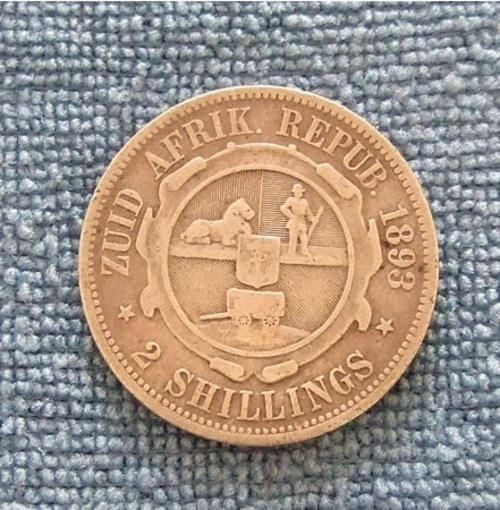 ZUID AFRIK. REPUB. 1893
2 SHILLINGS